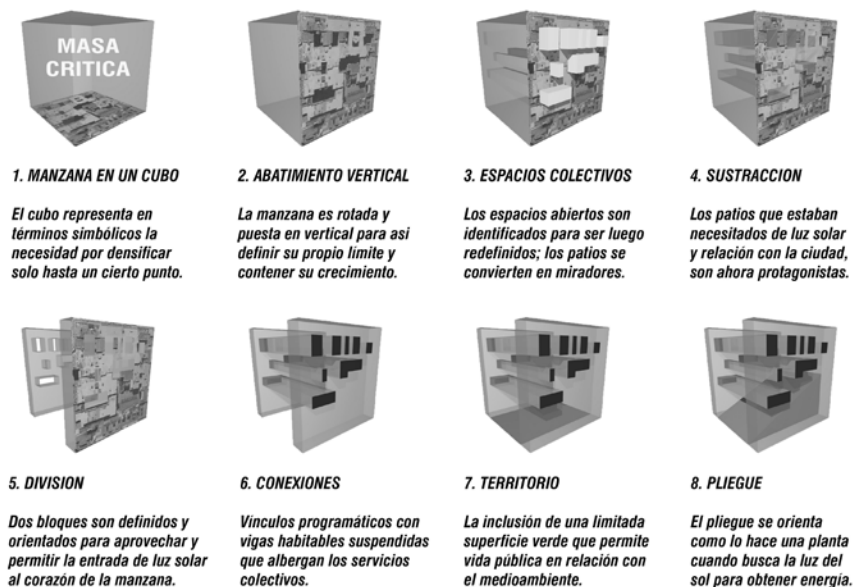 MASA
CRITICA
1. MANZANA EN UN CUBO
El cubo representa en
términos simbólicos la
necesidad por densificar
solo hasta un cierto punto.
2. ABATIMIENTO VERTICAL
La manzana es rotada y
puesta en vertical para asi
definir su propio límite y
contener su crecimiento.
3. ESPACIOS COLECTIVOS
Los espacios abiertos son
identificados para ser luego
redefinidos; los patios se
convierten en miradores.
4. SUSTRACCION
Los patios que estaban
necesitados de luz solar
y relación con la ciudad,
son ahora protagonistas.
5. DIVISION
Dos bloques son definidos y
orientados para aprovechar y
permitir la entrada de luz solar
al corazón de la manzana.
6. CONEXIONES
Vínculos programáticos con
vigas habitables suspendidas
que albergan los servicios
colectivos.
7. TERRITORIO
La inclusión de una limitada
superficie verde que permite
vida pública en relación con
el medioambiente.
8. PLIEGUE
El pliegue se orienta
como lo hace una planta
cuando busca la luz del
sol para obtener energía.